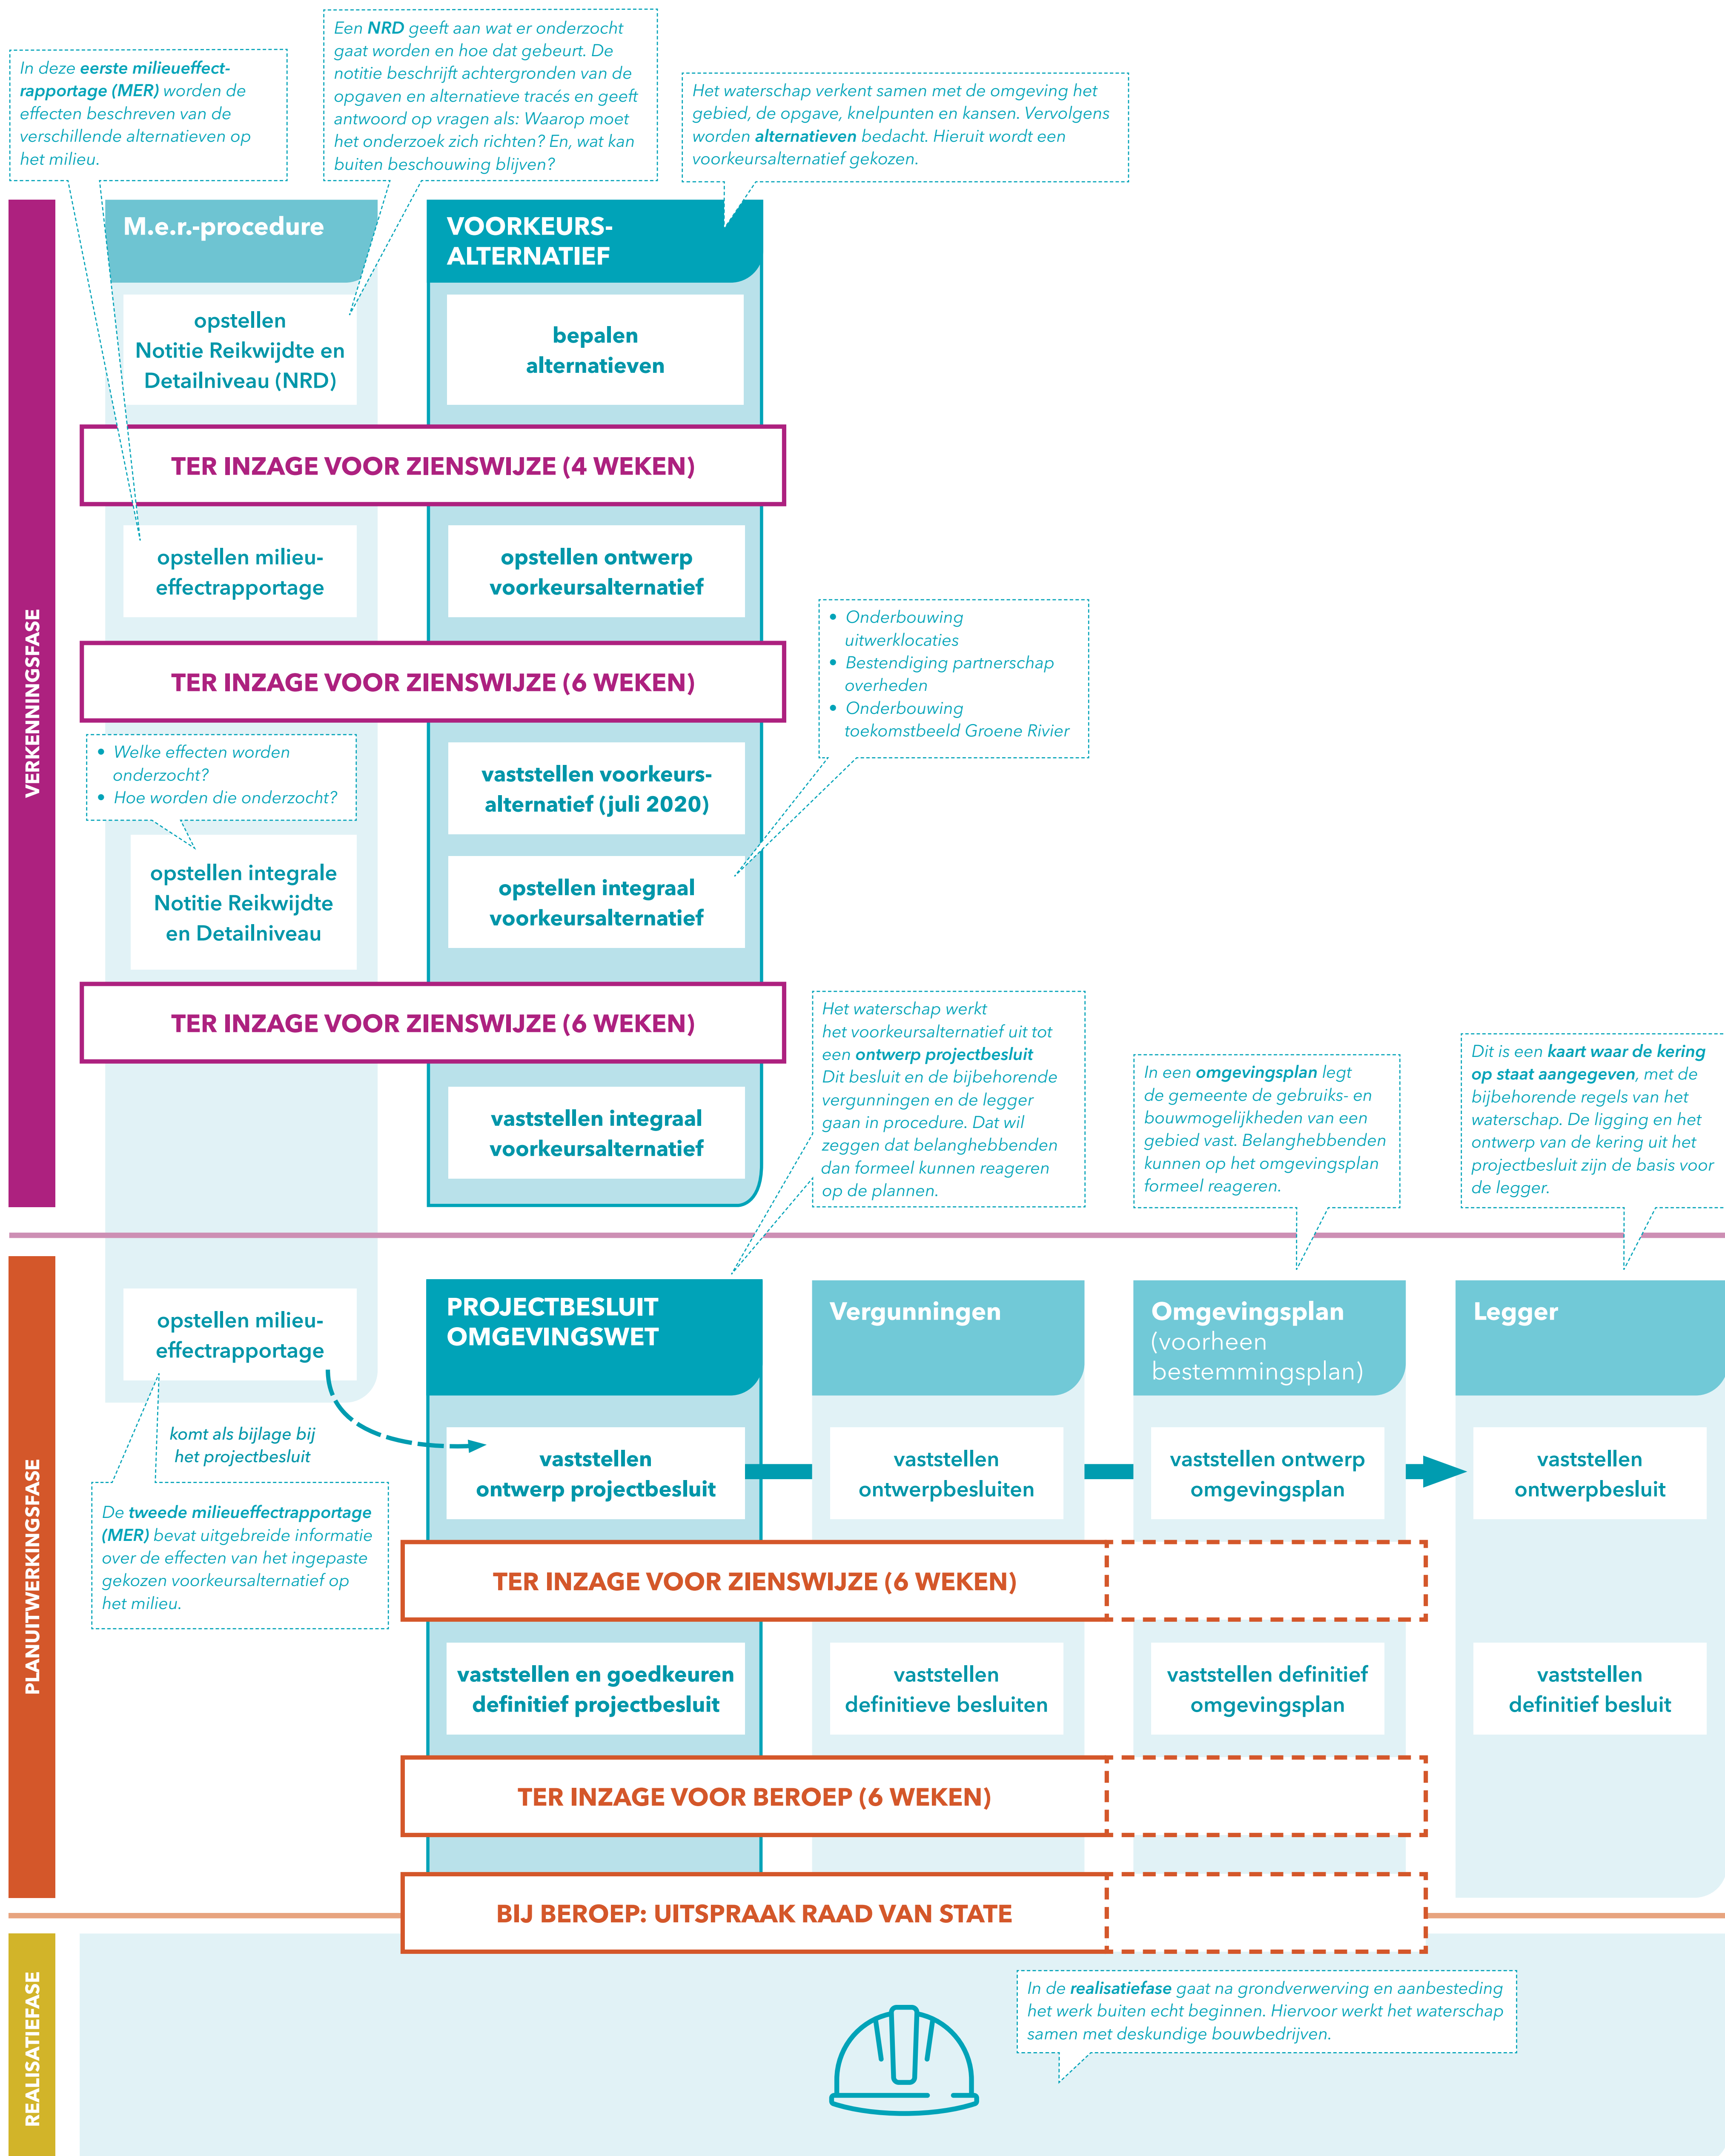 In deze eerste milieueffect-
rapportage (MER) worden de
effecten beschreven van de
verschillende alternatieven op
het milieu.
Een NRD geeft aan wat er onderzocht
gaat worden en hoe dat gebeurt. De
notitie beschrijft achtergronden van de
opgaven en alternatieve tracés en geeft
antwoord op vragen als: Waarop moet
het onderzoek zich richten? En, wat kan
buiten beschouwing blijven?
Het waterschap verkent samen met de omgeving het
gebied, de opgave, knelpunten en kansen. Vervolgens
worden alternatieven bedacht. Hieruit wordt een
voorkeursalternatief gekozen.
VERKENNINGSFASE
M.e.r.-procedure
VOORKEURS-
ALTERNATIEF
opstellen
Notitie Reikwijdte en
Detailniveau (NRD)
bepalen
alternatieven
TER INZAGE VOOR ZIENSWIJZE (4 WEKEN)
opstellen milieu-
effectrapportage
opstellen ontwerp
voorkeursalternatief
TER INZAGE VOOR ZIENSWIJZE (6 WEKEN)
• Onderbouwing
uitwerklocaties
• Bestendiging partnerschap
overheden
• Onderbouwing
toekomstbeeld Groene Rivier
• Welke effecten worden
onderzocht?
• Hoe worden die onderzocht?
vaststellen voorkeurs-
alternatief (juli 2020)
opstellen integrale
Notitie Reikwijdte
en Detailniveau
opstellen integraal
voorkeursalternatief
TER INZAGE VOOR ZIENSWIJZE (6 WEKEN)
vaststellen integraal
voorkeursalternatief
Het waterschap werkt
het voorkeursalternatief uit tot
een ontwerp projectbesluit
Dit besluit en de bijbehorende
vergunningen en de legger
gaan in procedure. Dat wil
zeggen dat belanghebbenden
dan formeel kunnen reageren
op de plannen.
In een omgevingsplan legt
de gemeente de gebruiks- en
bouwmogelijkheden van een
gebied vast. Belanghebbenden
kunnen op het omgevingsplan
formeel reageren.
Dit is een kaart waar de kering
op staat aangegeven, met de
bijbehorende regels van het
waterschap. De ligging en het
ontwerp van de kering uit het
projectbesluit zijn de basis voor
de legger.
PLANUITWERKINGSFASE
opstellen milieu-
effectrapportage
PROJECTBESLUIT
OMGEVINGSWET
Vergunningen
Omgevingsplan
(voorheen
bestemmingsplan)
Legger
komt als bijlage bij
het projectbesluit
De tweede milieueffectrapportage
(MER) bevat uitgebreide informatie
over de effecten van het ingepaste
gekozen voorkeursalternatief op
het milieu.
vaststellen
ontwerp projectbesluit
vaststellen
ontwerpbesluiten
vaststellen ontwerp
omgevingsplan
vaststellen
ontwerpbesluit
TER INZAGE VOOR ZIENSWIJZE (6 WEKEN)
vaststellen en goedkeuren
definitief projectbesluit
vaststellen
definitieve besluiten
vaststellen definitief
omgevingsplan
vaststellen
definitief besluit
TER INZAGE VOOR BEROEP (6 WEKEN)
BIJ BEROEP: UITSPRAAK RAAD VAN STATE
REALISATIEFASE
In de realisatiefase gaat na grondverwerving en aanbesteding
het werk buiten echt beginnen. Hiervoor werkt het waterschap
samen met deskundige bouwbedrijven.